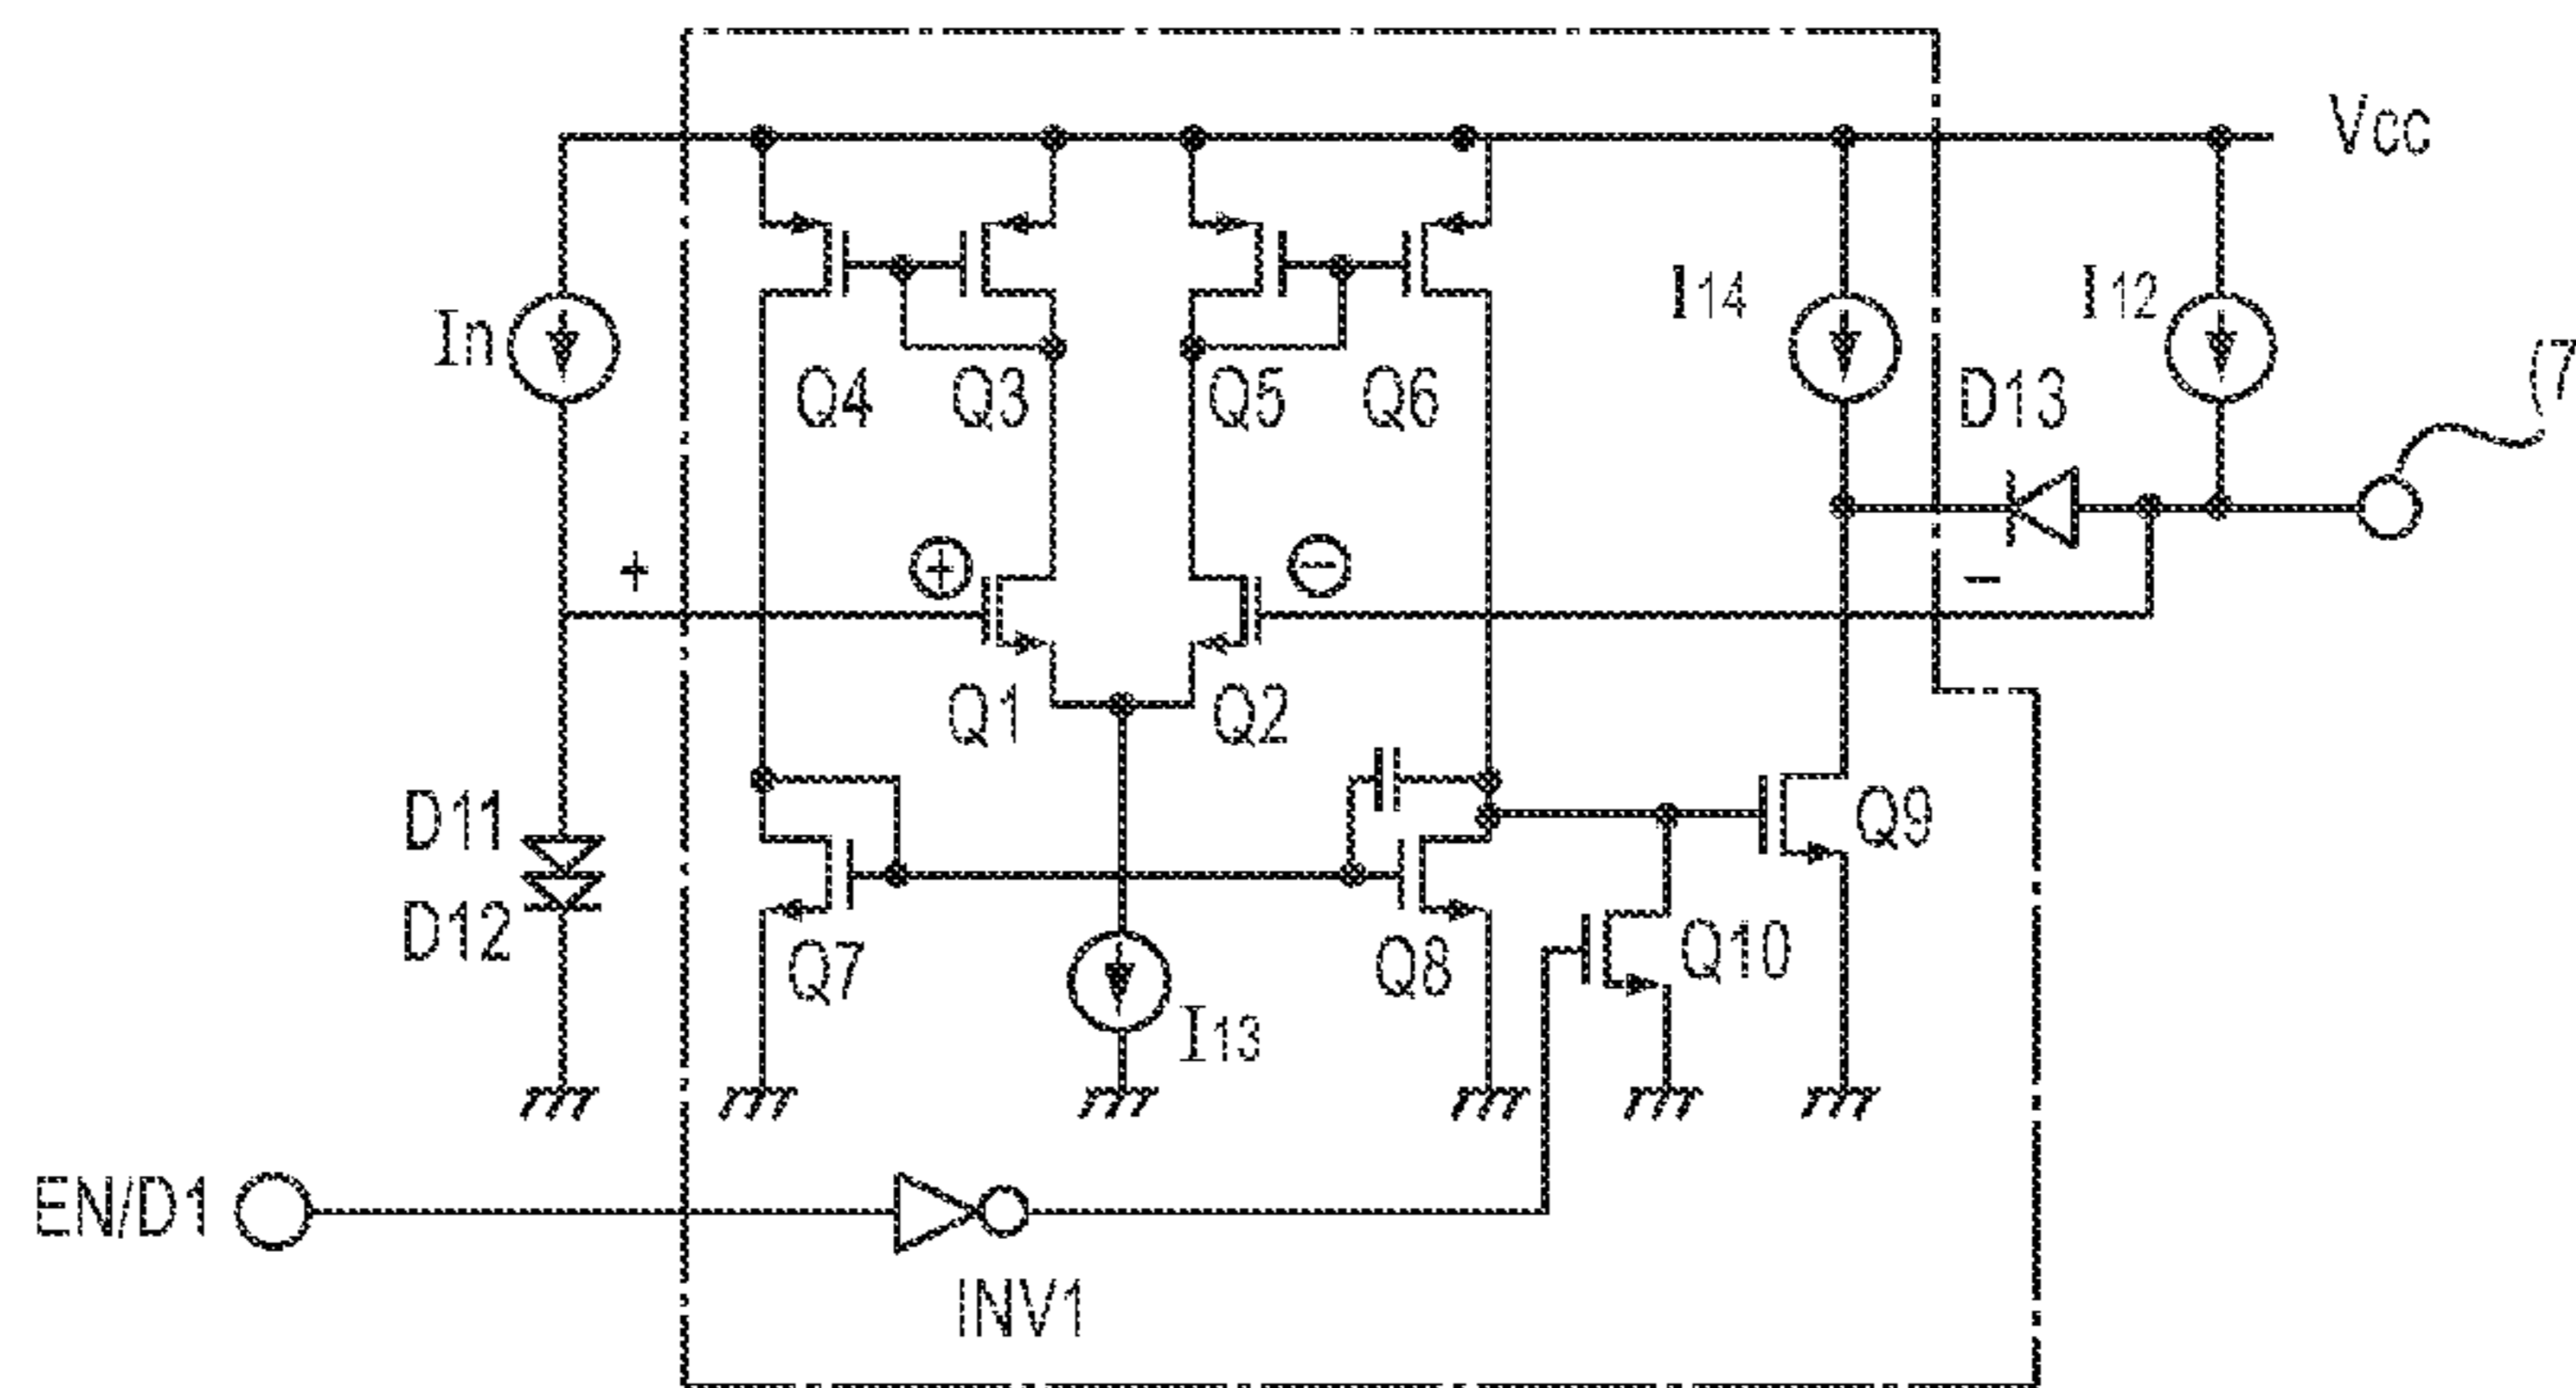 Vcc
In
I14
I12
(7
Q4
Q3
Q5
Q6
D13
+
+
−
−
Q1
Q2
D11
D12
Q7
I13
Q8
Q10
Q9
EN/D1
INV1